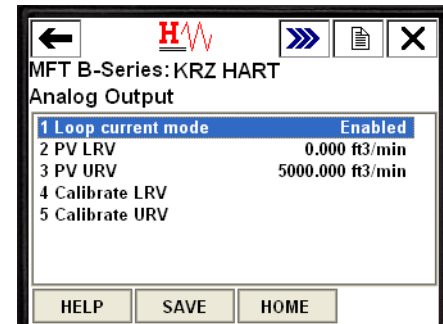 H
MFT B-Series: KRZ HART
Analog Output
1 Loop current mode Enabled
2 PV LRV 0.000 ft3/min
3 PV URV 5000.000 ft3/min
4 Calibrate LRV
5 Calibrate URV
HELP SAVE HOME